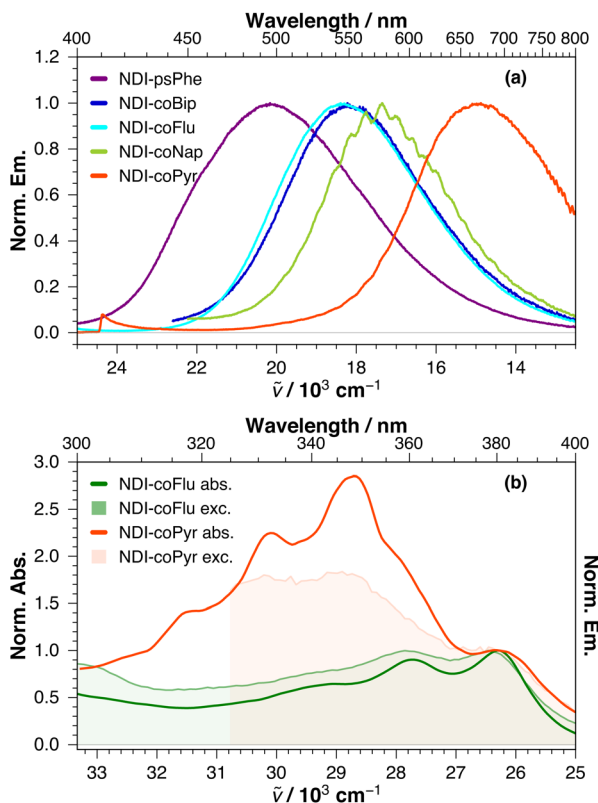 Wavelength / nm
400 450 500 550 600 650 700 750 800
1.2
1.0
0.8
0.6
0.4
0.2
0.0
Norm. Em.
NDI-psPhe
NDI-coBip
NDI-coFlu
NDI-coNap
NDI-coPyr
(a)
24 22 20 18 16 14
ṽ / 10³ cm⁻¹
Wavelength / nm
300 320 340 360 380 400
3.0
2.5
2.0
1.5
1.0
0.5
0.0
Norm. Abs.
NDI-coFlu abs.
NDI-coFlu exc.
NDI-coPyr abs.
NDI-coPyr exc.
(b)
Norm. Em.
33 32 31 30 29 28 27 26 25
ṽ / 10³ cm⁻¹